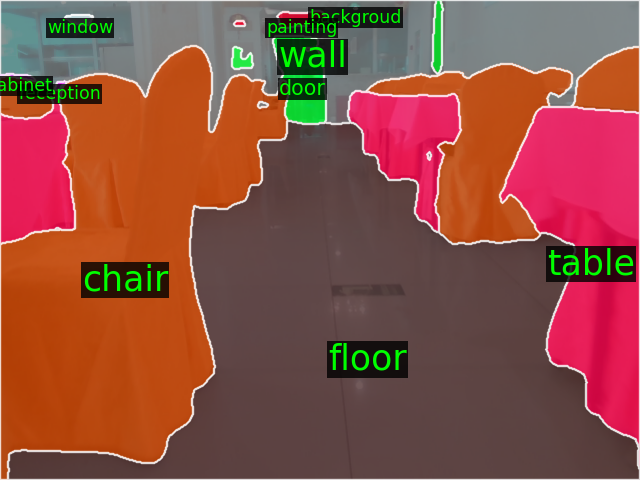 backgroud
window
painting
wall
door
abinet
reception
chair
table
floor